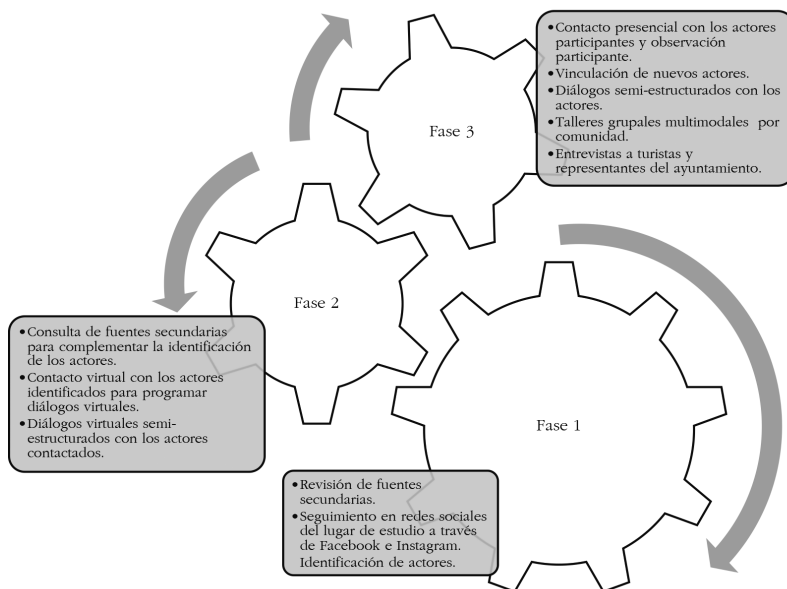 •Contacto presencial con los actores
participantes y observación
participante.
•Vinculación de nuevos actores.
•Diálogos semi-estructurados con los
actores.
•Talleres grupales multimodales por
comunidad.
•Entrevistas a turistas y
representantes del ayuntamiento.
Fase 3
Fase 2
•Consulta de fuentes secundarias
para complementar la identificación
de los actores.
•Contacto virtual con los actores
identificados para programar
diálogos virtuales.
•Diálogos virtuales semi-
estructurados con los actores
contactados.
Fase 1
•Revisión de fuentes
secundarias.
•Seguimiento en redes sociales
del lugar de estudio a través
de Facebook e Instagram.
Identificación de actores.